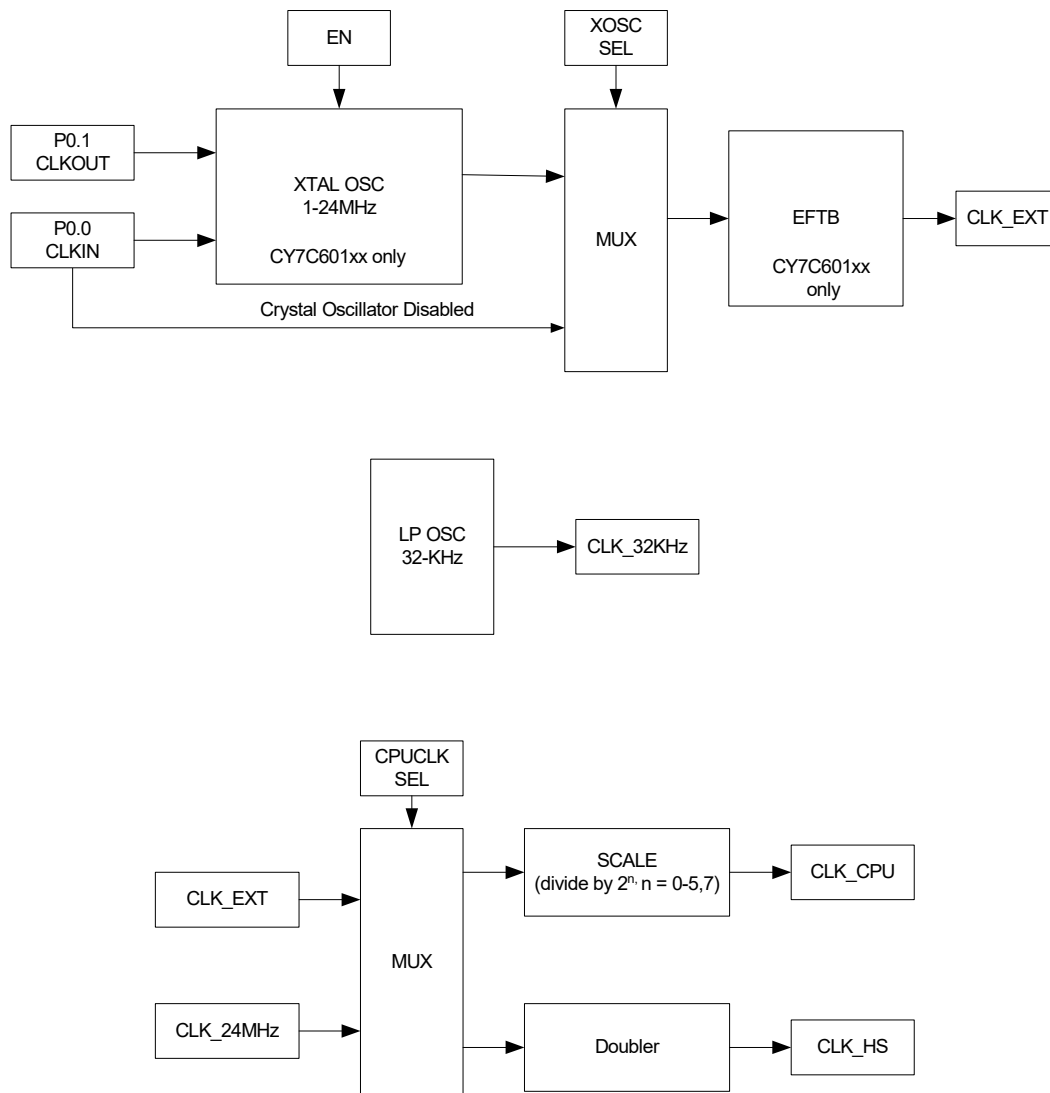 EN
XOSC
SEL
P0.1
CLKOUT
XTAL OSC
1-24MHz
CY7C601xx only
P0.0
CLKIN
MUX
EFTB
CY7C601xx
only
CLK_EXT
Crystal Oscillator Disabled
LP OSC
32-KHz
CLK_32KHz
CPUCLK
SEL
SCALE
(divide by 2n, n = 0-5,7)
CLK_CPU
CLK_EXT
MUX
CLK_24MHz
Doubler
CLK_HS